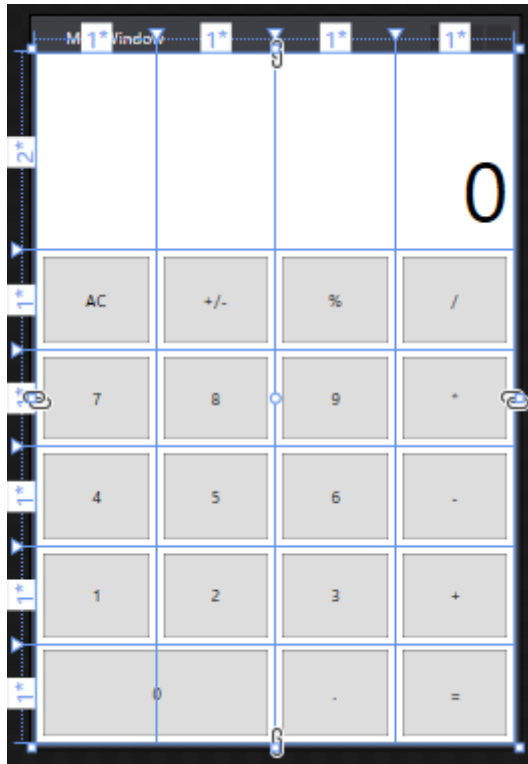 MainWindow
1* 1* 1* 1*
2*
0
1*
AC +/- % /
1*
7 8 9 *
1*
4 5 6 -
1*
1 2 3 +
1*
0 . =